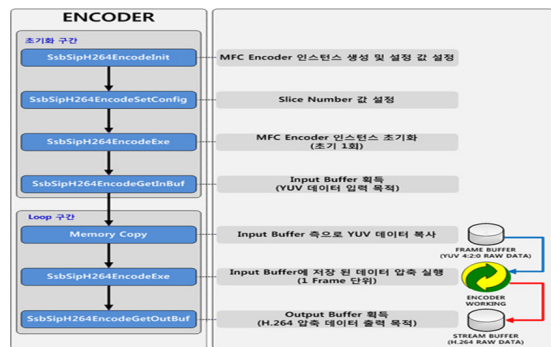 ENCODER
초기화 구간
SsbSipH264EncodeInit
MFC Encoder 인스턴스 생성 및 설정 값 설정
SsbSipH264EncodeSetConfig
Slice Number 값 설정
SsbSipH264EncodeExe
MFC Encoder 인스턴스 초기화
(초기 1회)
SsbSipH264EncodeGetInBuf
Input Buffer 획득
(YUV 데이터 입력 목적)
Loop 구간
Memory Copy
Input Buffer 측으로 YUV 데이터 복사
FRAME BUFFER
(YUV 4:2:0 RAW DATA)
SsbSipH264EncodeExe
Input Buffer에 저장 된 데이터 압축 실행
(1 Frame 단위)
ENCODER
WORKING
SsbSipH264EncodeGetOutBuf
Output Buffer 획득
(H.264 압축 데이터 출력 목적)
STREAM BUFFER
(H.264 RAW DATA)